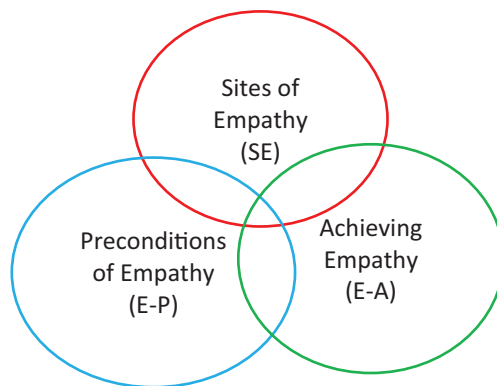 Sites of
Empathy
(SE)
Preconditions
of Empathy
(E-P)
Achieving
Empathy
(E-A)